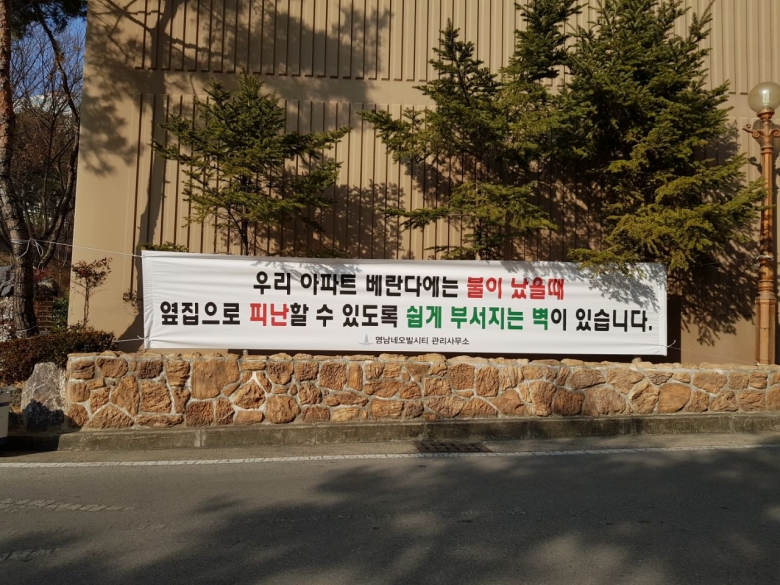 우리 아파트 베란다에는 불이 났을때
옆집으로 피난할 수 있도록 쉽게 부서지는 벽이 있습니다.
영남네오빌시티 관리사무소